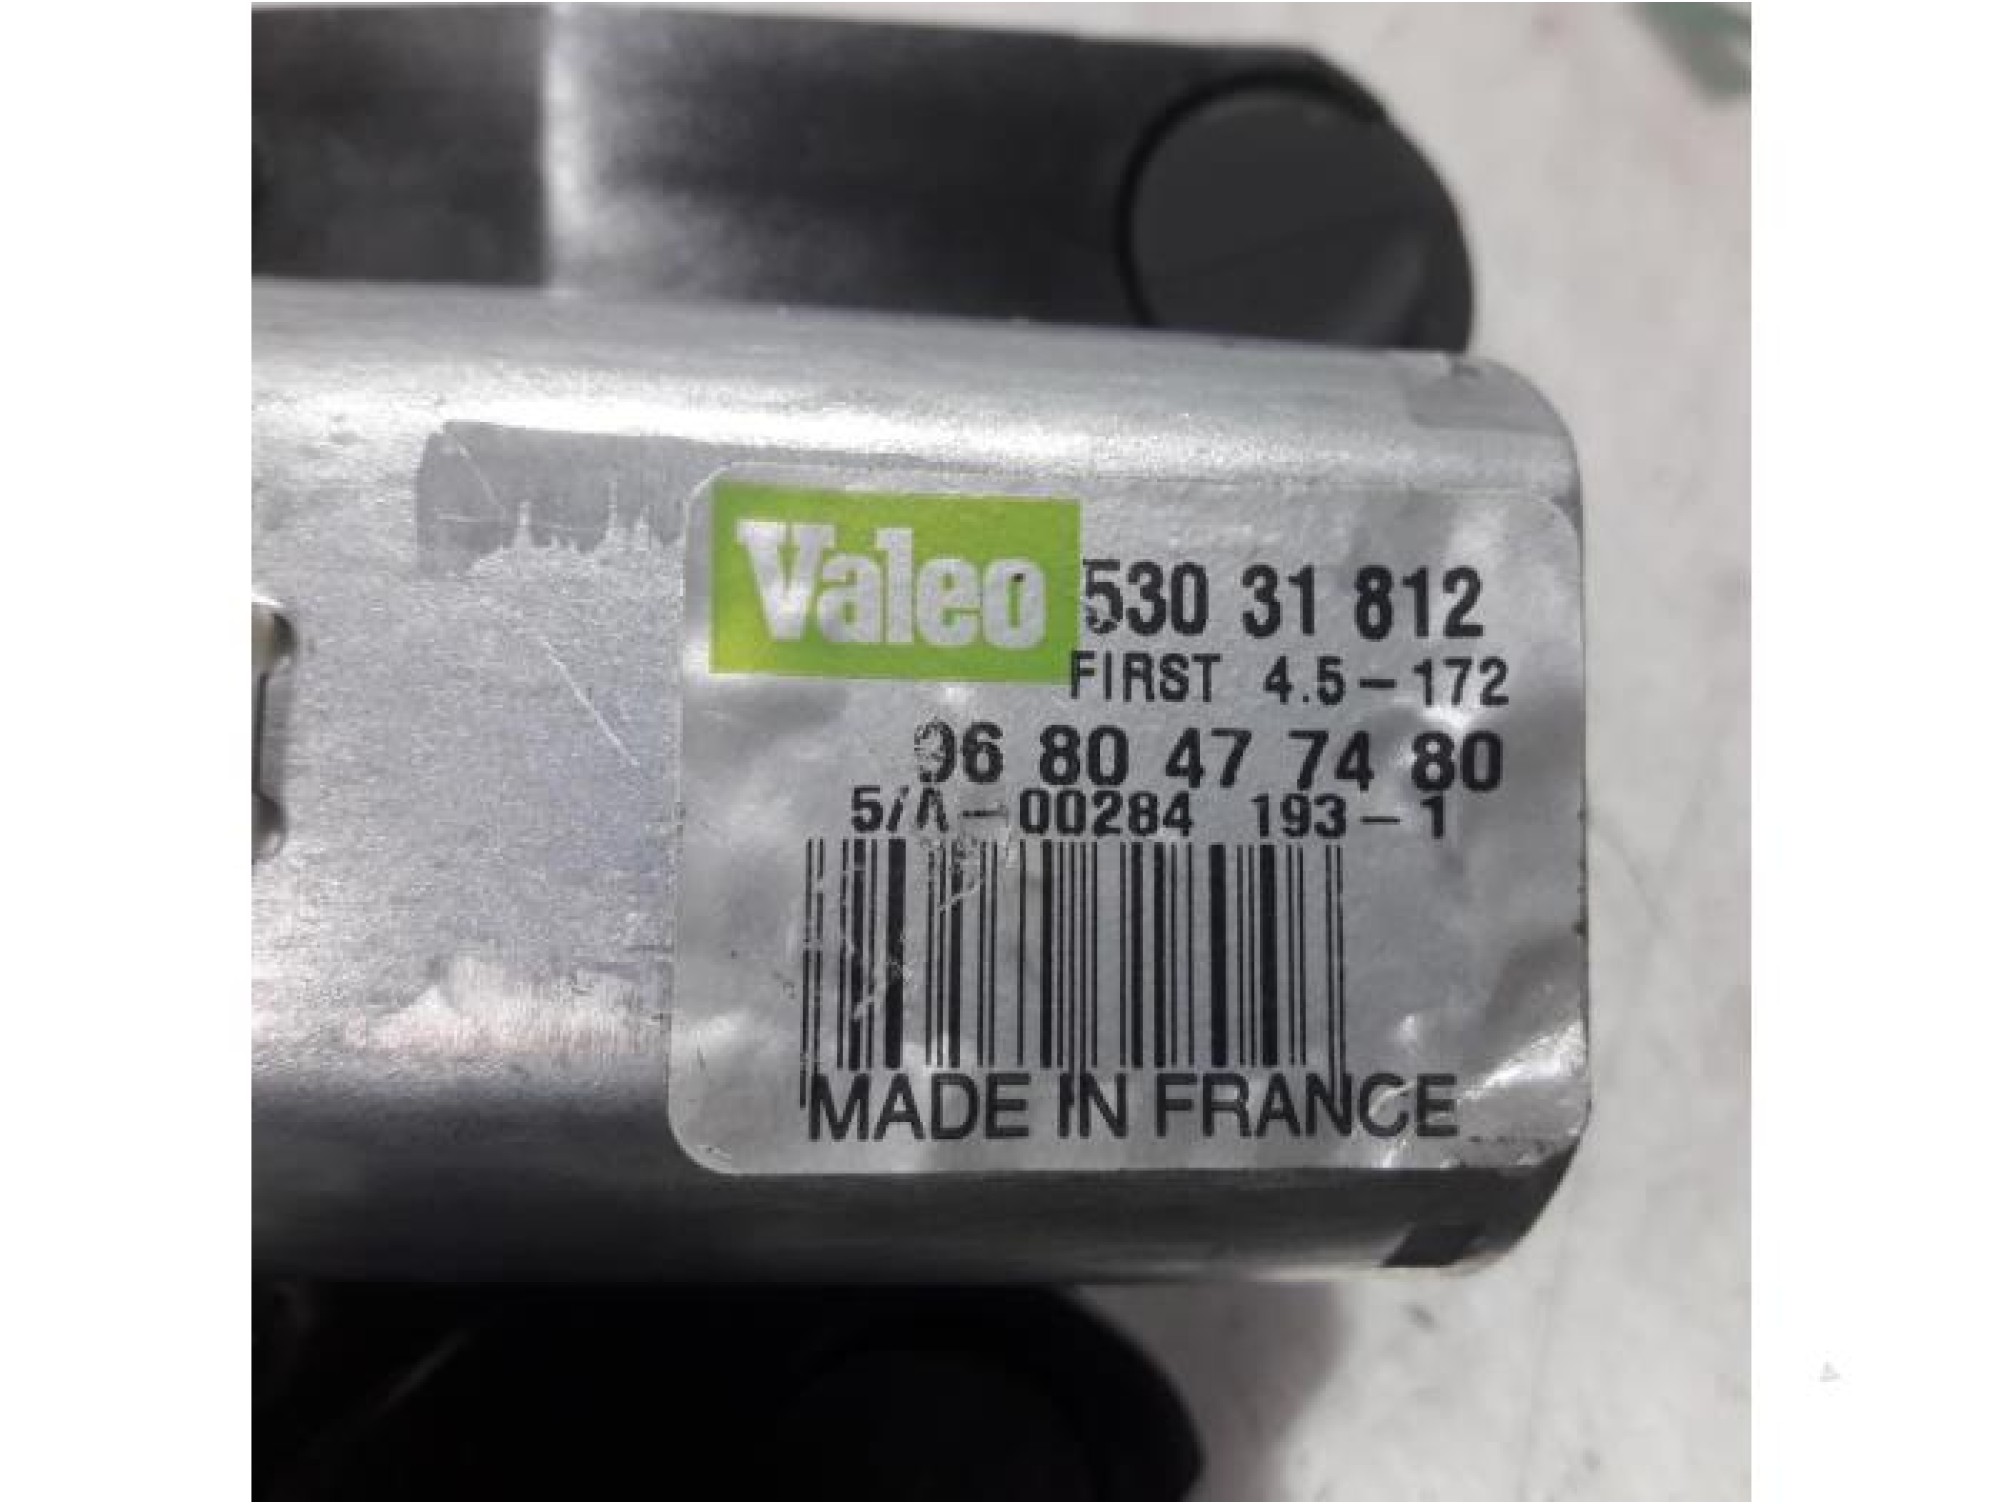 Valeo 530 31 812
FIRST 4.5-172
96 80 47 74 80
5/A-00284 193-1
MADE IN FRANCE